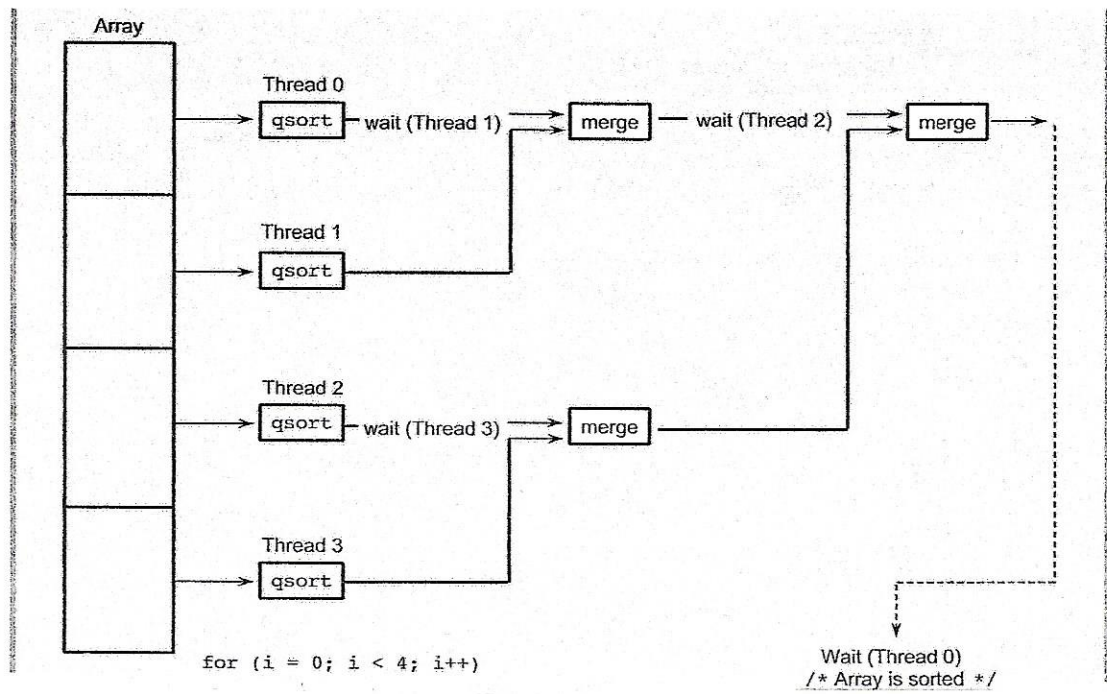 Array
Thread 0
qsort
wait (Thread 1)
merge
wait (Thread 2)
merge
Thread 1
qsort
Thread 2
qsort
wait (Thread 3)
merge
Thread 3
qsort
for (i = 0; i < 4; i++)
Wait (Thread 0)
/* Array is sorted */